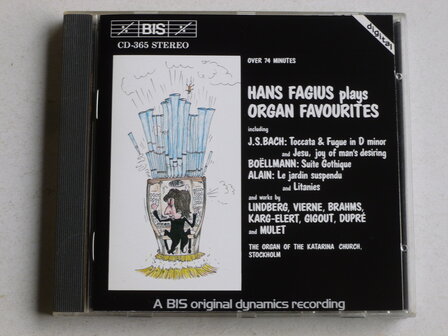 BIS
CD-365 STEREO
digital
OVER 74 MINUTES
HANS FAGIUS plays
ORGAN FAVOURITES
including
J.S.BACH: Toccata & Fugue in D minor
and Jesu, joy of man's desiring
BOËLLMANN: Suite Gothique
ALAIN: Le jardin suspendu
and Litanies
and works by
LINDBERG, VIERNE, BRAHMS,
KARG-ELERT, GIGOUT, DUPRÉ
and MULET
THE ORGAN OF THE KATARINA CHURCH,
STOCKHOLM
A BIS original dynamics recording